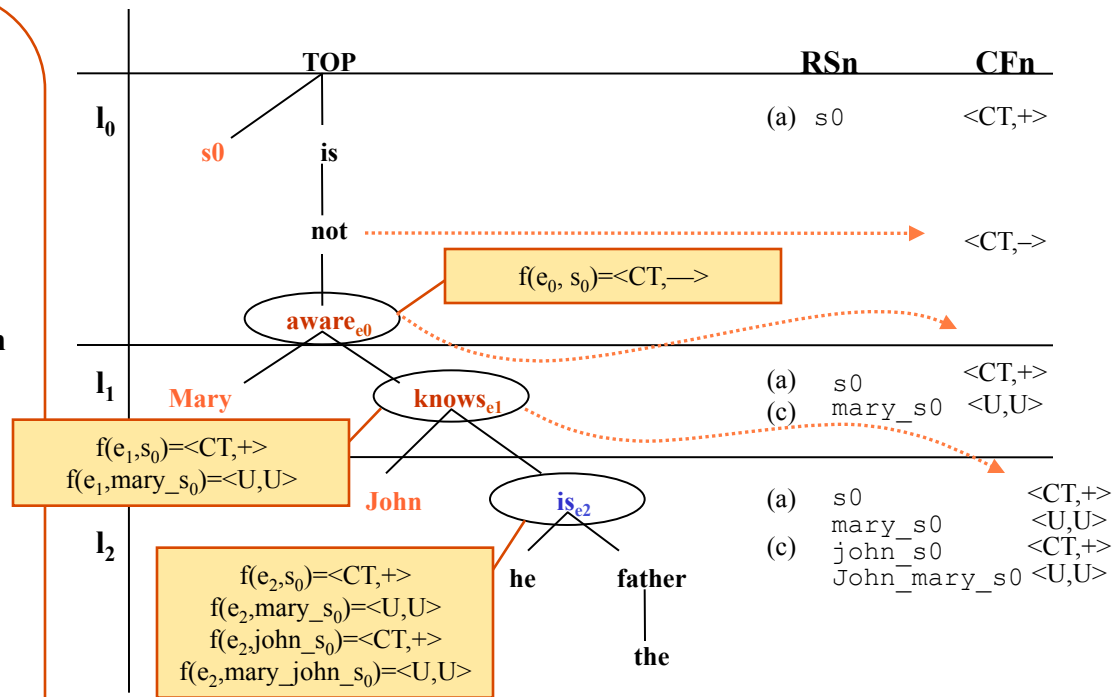 TOP RSn CFn
l0
(a) s0 <CT,+>
s0 is
not <CT,–>
f(e0, s0)=<CT,—>
awaree0
n
l1
Mary knowse1
(a) s0 <CT,+>
(c) mary_s0 <U,U>
f(e1,s0)=<CT,+>
f(e1,mary_s0)=<U,U>
John ise2
l2
(a) s0 <CT,+>
mary_s0 <U,U>
(c) john_s0 <CT,+>
John_mary_s0 <U,U>
he father
the
f(e2,s0)=<CT,+>
f(e2,mary_s0)=<U,U>
f(e2,john_s0)=<CT,+>
f(e2,mary_john_s0)=<U,U>